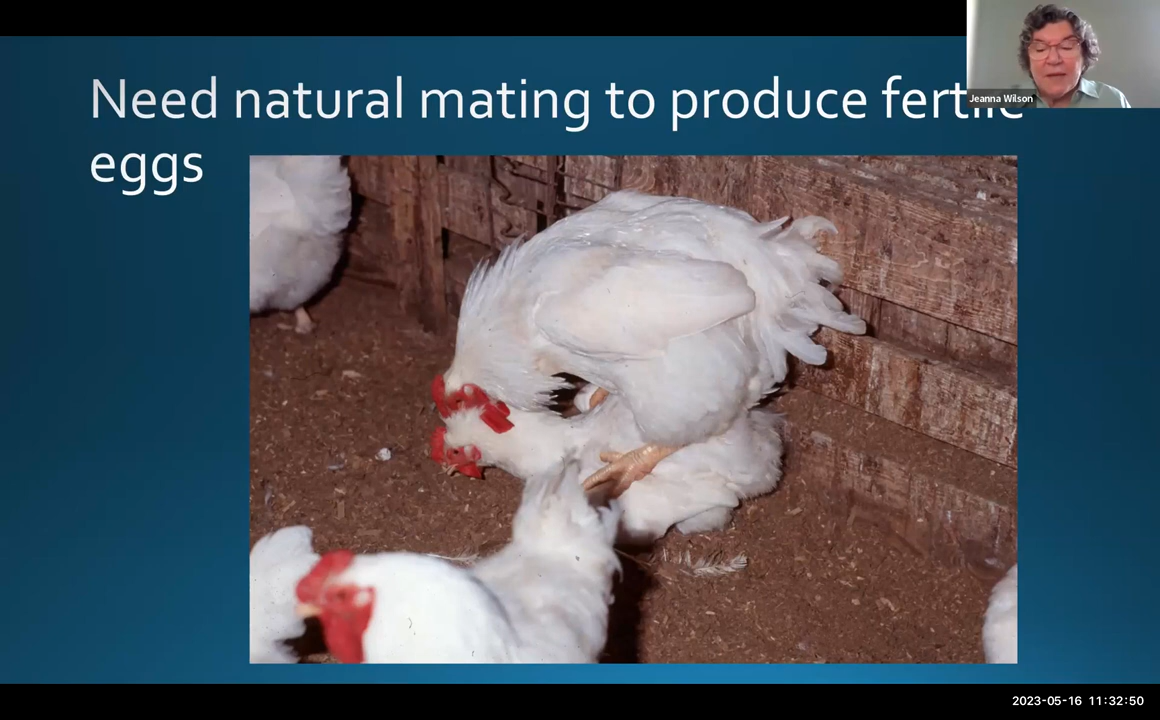 Need natural mating to produce fertile
eggs
Jeanna Wilson
2023-05-16 11:32:50